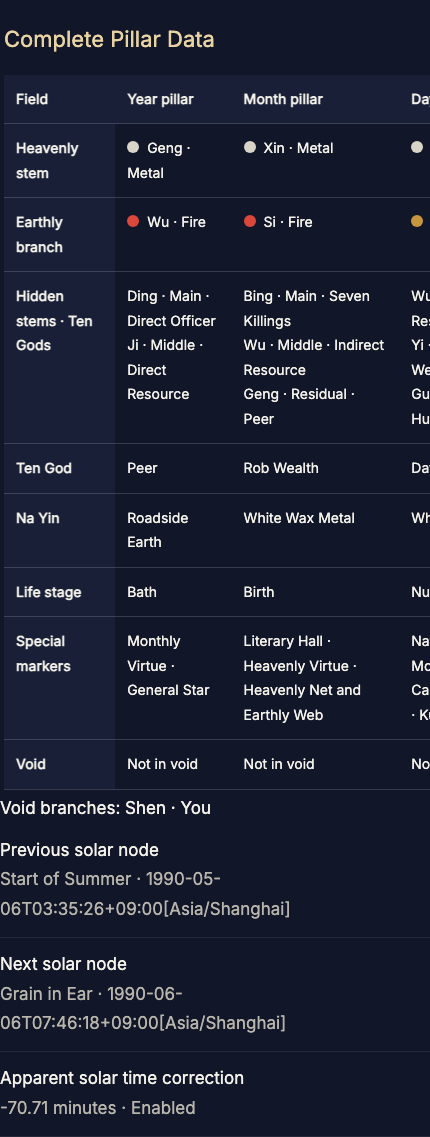 Complete Pillar Data
Field Year pillar Month pillar
Heavenly Geng · Xin · Metal
stem Metal
Earthly Wu · Fire Si · Fire
branch
Hidden Ding · Main · Bing · Main · Seven
stems · Ten Direct Officer Killings
Gods Ji · Middle · Wu · Middle · Indirect
Direct Resource
Resource Geng · Residual ·
Peer
Ten God Peer Rob Wealth
Na Yin Roadside White Wax Metal
Earth
Life stage Bath Birth
Special Monthly Literary Hall ·
markers Virtue · Heavenly Virtue ·
General Star Heavenly Net and
Earthly Web
Void Not in void Not in void
Void branches: Shen · You
Previous solar node
Start of Summer · 1990-05-
06T03:35:26+09:00[Asia/Shanghai]
Next solar node
Grain in Ear · 1990-06-
06T07:46:18+09:00[Asia/Shanghai]
Apparent solar time correction
-70.71 minutes · Enabled